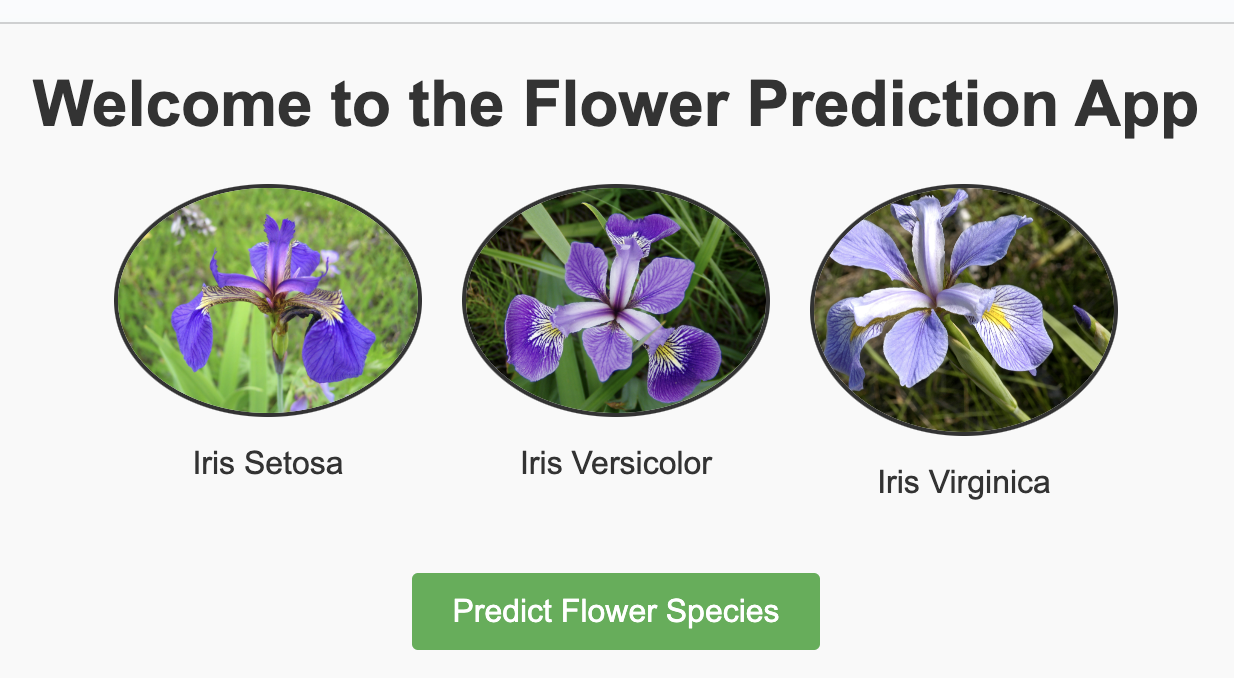 Welcome to the Flower Prediction App
Iris Setosa
Iris Versicolor
Iris Virginica
Predict Flower Species